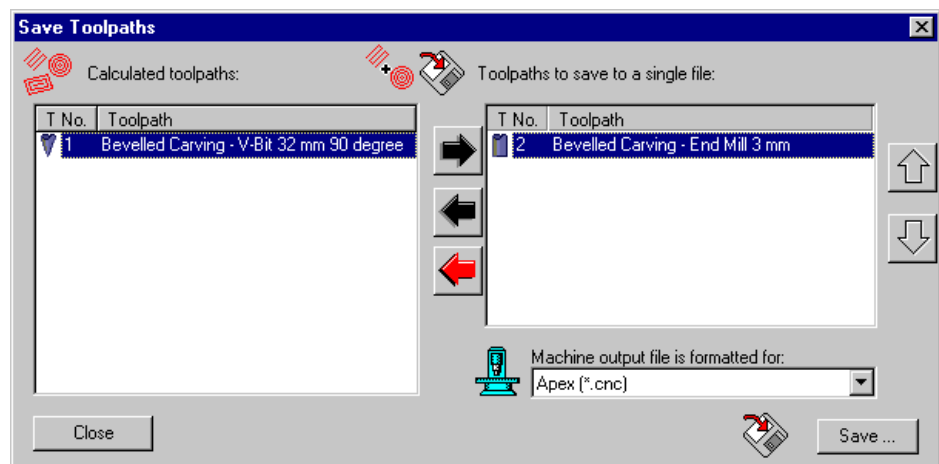 Save Toolpaths
Calculated toolpaths:
T No. Toolpath
1 Bevelled Carving - V-Bit 32 mm 90 degree
Toolpaths to save to a single file:
T No. Toolpath
2 Bevelled Carving - End Mill 3 mm
Machine output file is formatted for:
Apex (*.cnc)
Close
Save ...